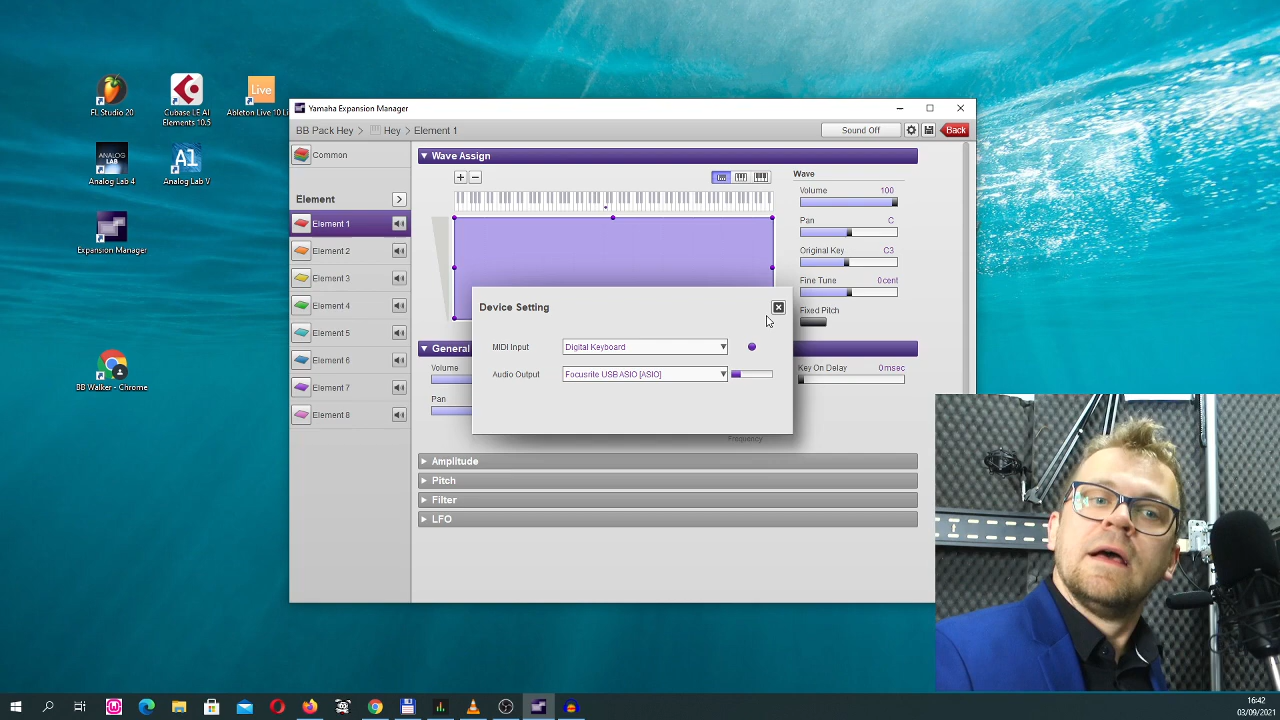 FL Studio 20
Cubase LE AI
Elements 10.5
Live
Ableton Live 10 Li
ANALOG
LAB
Analog Lab 4
Analog Lab V
Expansion Manager
BB Walker - Chrome
Yamaha Expansion Manager
BB Pack Hey > Hey > Element 1
Sound Off
Back
Common
Element
Element 1
Element 2
Element 3
Element 4
Element 5
Element 6
Element 7
Element 8
Wave Assign
Wave
Volume 100
Pan C
Original Key C3
Fine Tune 0cent
Fixed Pitch
Device Setting
MIDI Input Digital Keyboard
Audio Output Focusrite USB ASIO [ASIO]
General
Volume
Pan
Key On Delay 0msec
Frequency
Amplitude
Pitch
Filter
LFO
16:42
03/09/2021